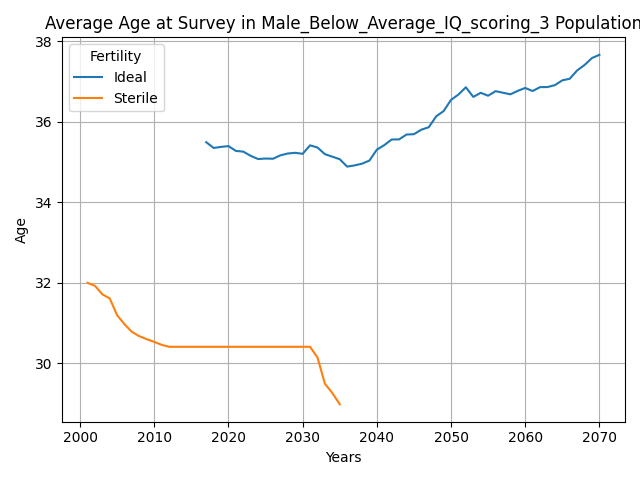 Average Age at Survey in Male_Below_Average_IQ_scoring_3 Population
Fertility
Ideal
Sterile
38
36
34
32
30
Age
2000 2010 2020 2030 2040 2050 2060 2070
Years